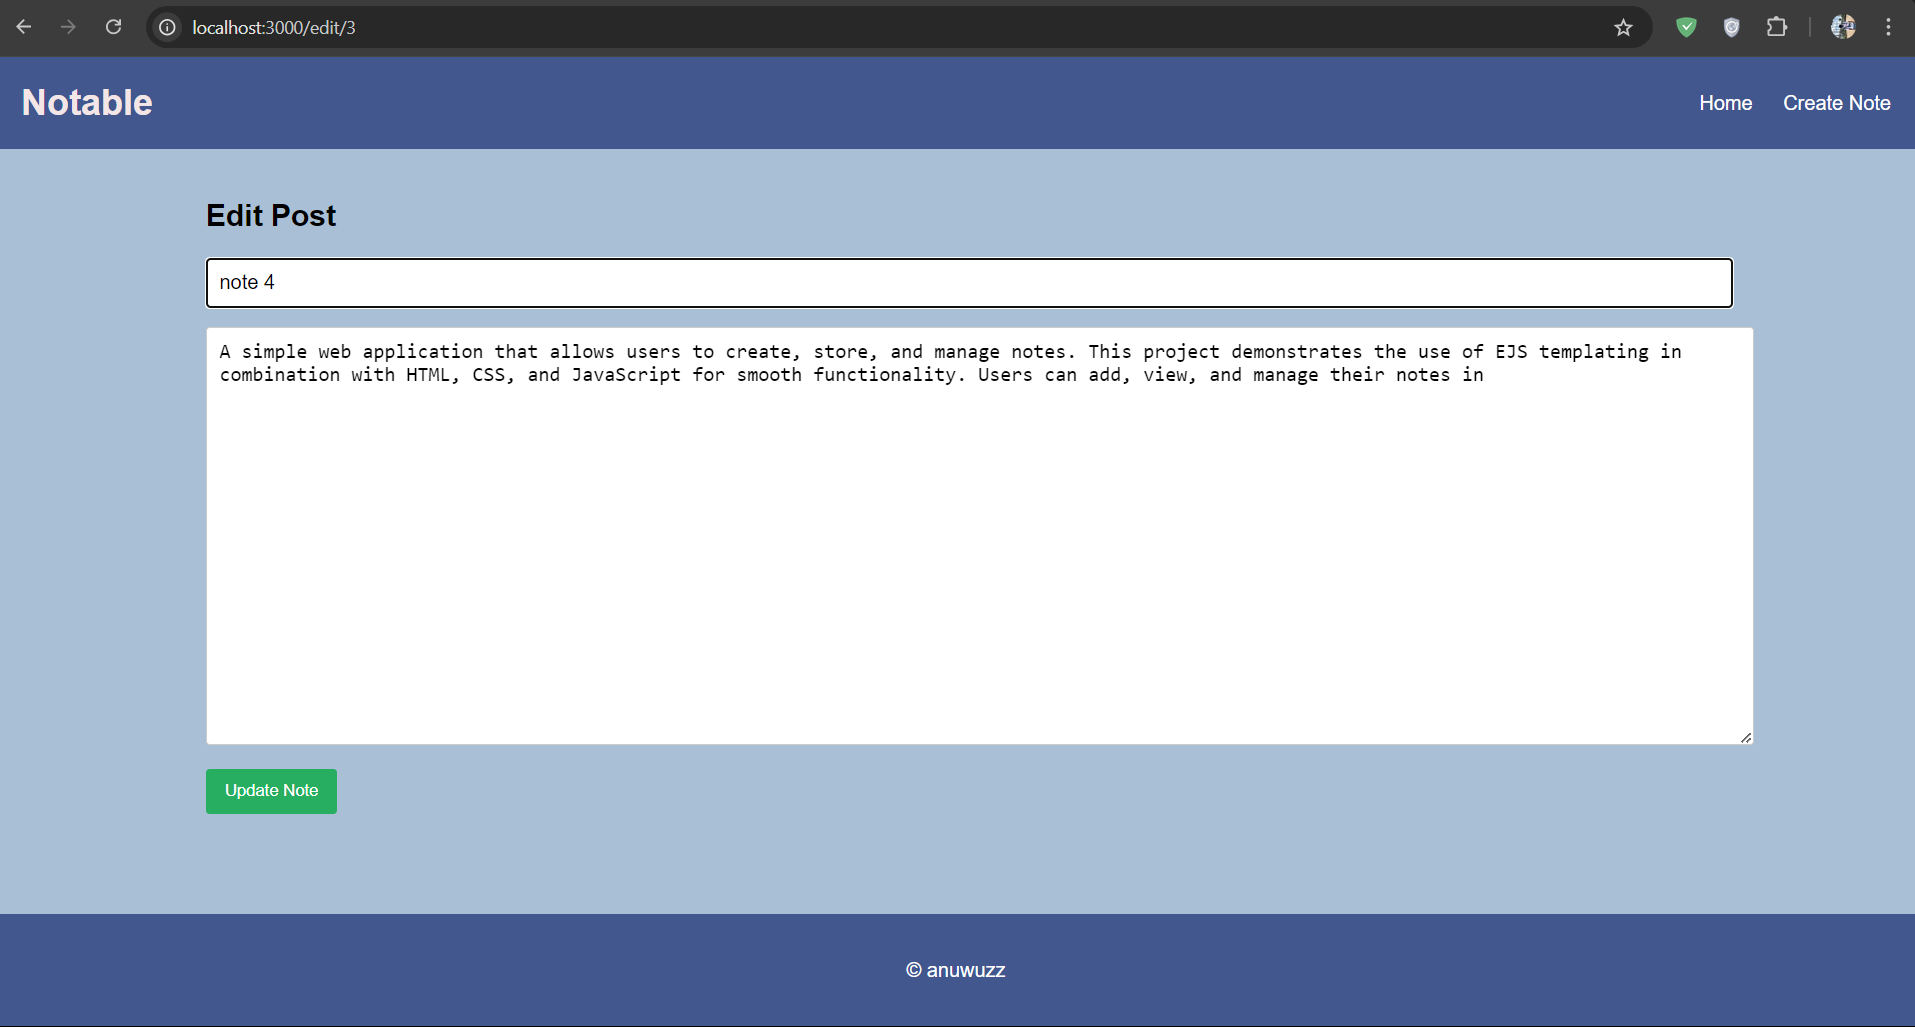 localhost:3000/edit/3
Notable
Home
Create Note
Edit Post
note 4
A simple web application that allows users to create, store, and manage notes. This project demonstrates the use of EJS templating in
combination with HTML, CSS, and JavaScript for smooth functionality. Users can add, view, and manage their notes in
Update Note
© anuwuzz